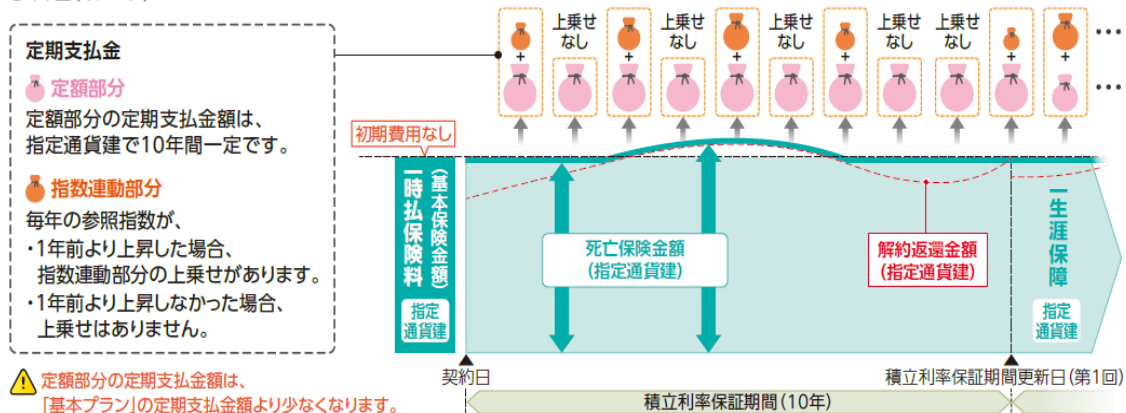 定期支払金
定額部分
定額部分の定期支払金額は、
指定通貨建で10年間一定です。
指数連動部分
毎年の参照指数が、
・1年前より上昇した場合、
指数連動部分の上乗せがあります。
・1年前より上昇しなかった場合、
上乗せはありません。
定額部分の定期支払金額は、
「基本プラン」の定期支払金額より少なくなります。
+
上乗せ
なし
+
上乗せ
なし
+
上乗せ
なし
+
上乗せ
なし
上乗せ
なし
+
+
…
…
初期費用なし
一時払保険料
(基本保険金額)
指定
通貨建
死亡保険金額
(指定通貨建)
解約返還金額
(指定通貨建)
一生涯保障
指定
通貨建
契約日
積立利率保証期間更新日(第1回)
積立利率保証期間(10年)